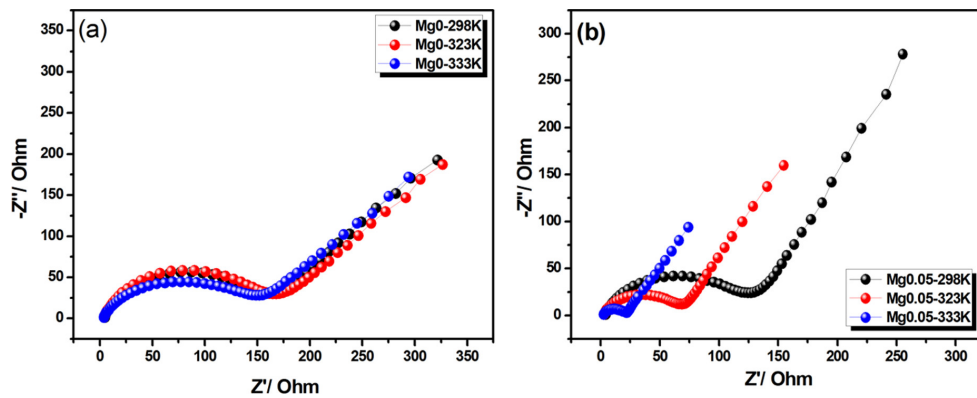 (a)
Mg0-298K
Mg0-323K
Mg0-333K
350
300
250
200
150
100
50
0
-Z''/ Ohm
0 50 100 150 200 250 300 350
Z'/ Ohm
(b)
300
250
200
150
100
50
0
-Z''/ Ohm
Mg0.05-298K
Mg0.05-323K
Mg0.05-333K
0 50 100 150 200 250 300
Z'/ Ohm